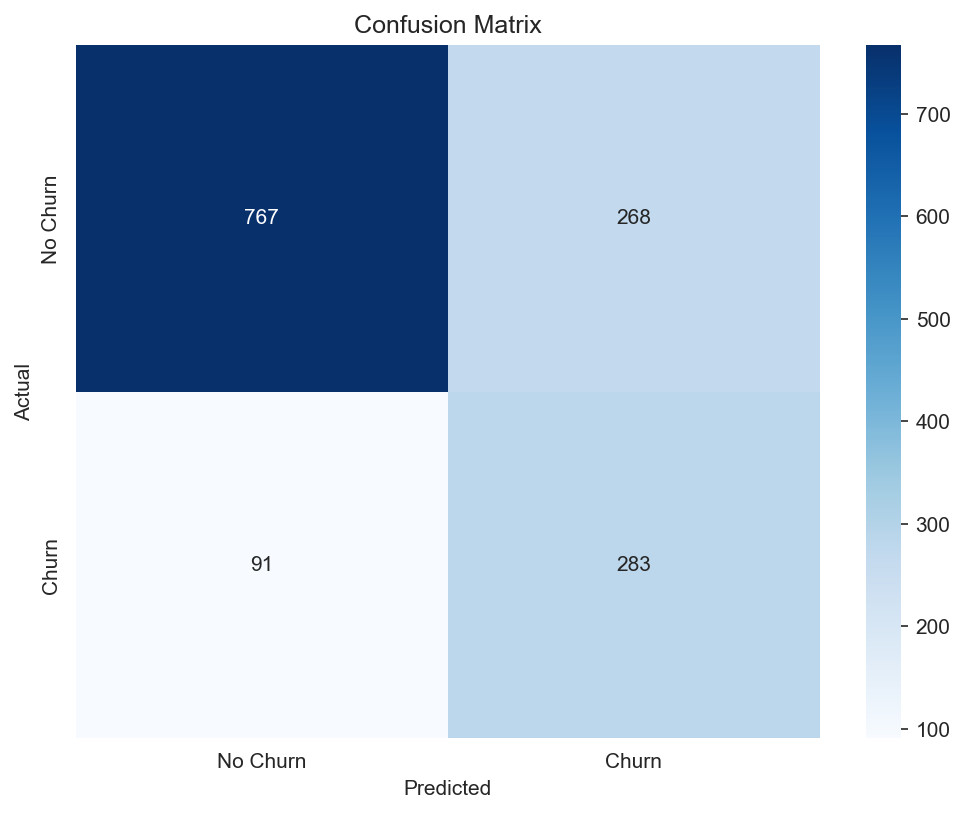 Confusion Matrix
No Churn
Churn
Actual
767
268
91
283
No Churn
Churn
Predicted
700
600
500
400
300
200
100